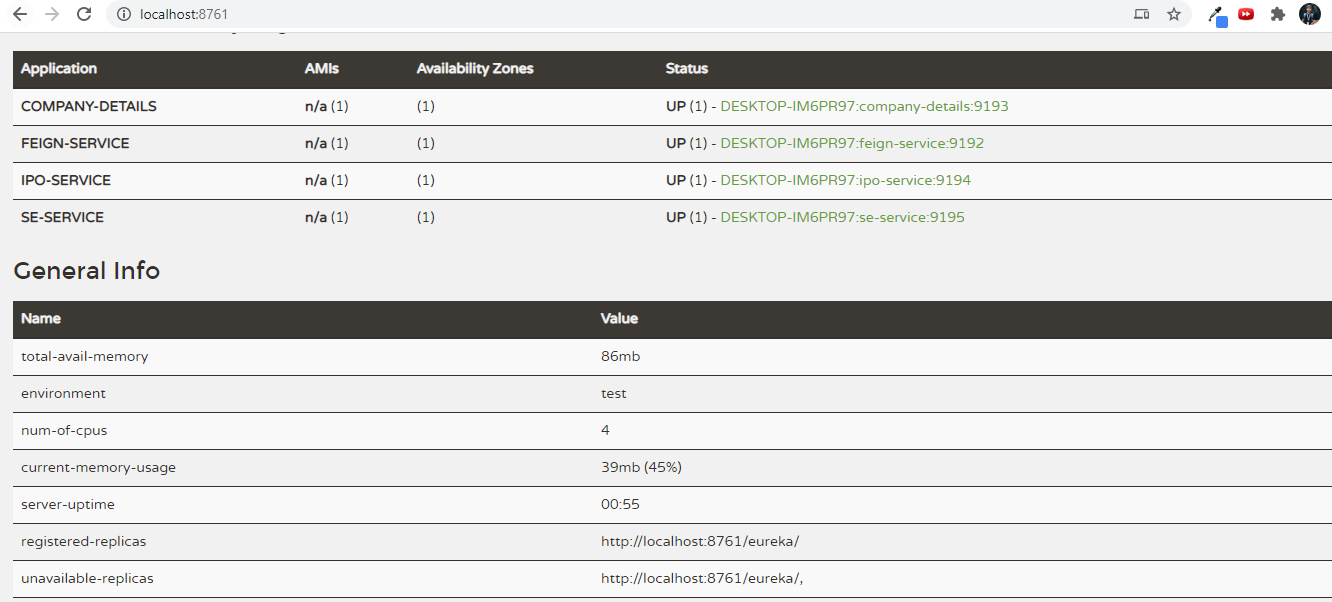 localhost:8761
Application AMIs Availability Zones Status
COMPANY-DETAILS n/a (1) (1) UP (1) - DESKTOP-IM6PR97:company-details:9193
FEIGN-SERVICE n/a (1) (1) UP (1) - DESKTOP-IM6PR97:feign-service:9192
IPO-SERVICE n/a (1) (1) UP (1) - DESKTOP-IM6PR97:ipo-service:9194
SE-SERVICE n/a (1) (1) UP (1) - DESKTOP-IM6PR97:se-service:9195
General Info
Name Value
total-avail-memory 86mb
environment test
num-of-cpus 4
current-memory-usage 39mb (45%)
server-uptime 00:55
registered-replicas http://localhost:8761/eureka/
unavailable-replicas http://localhost:8761/eureka/,